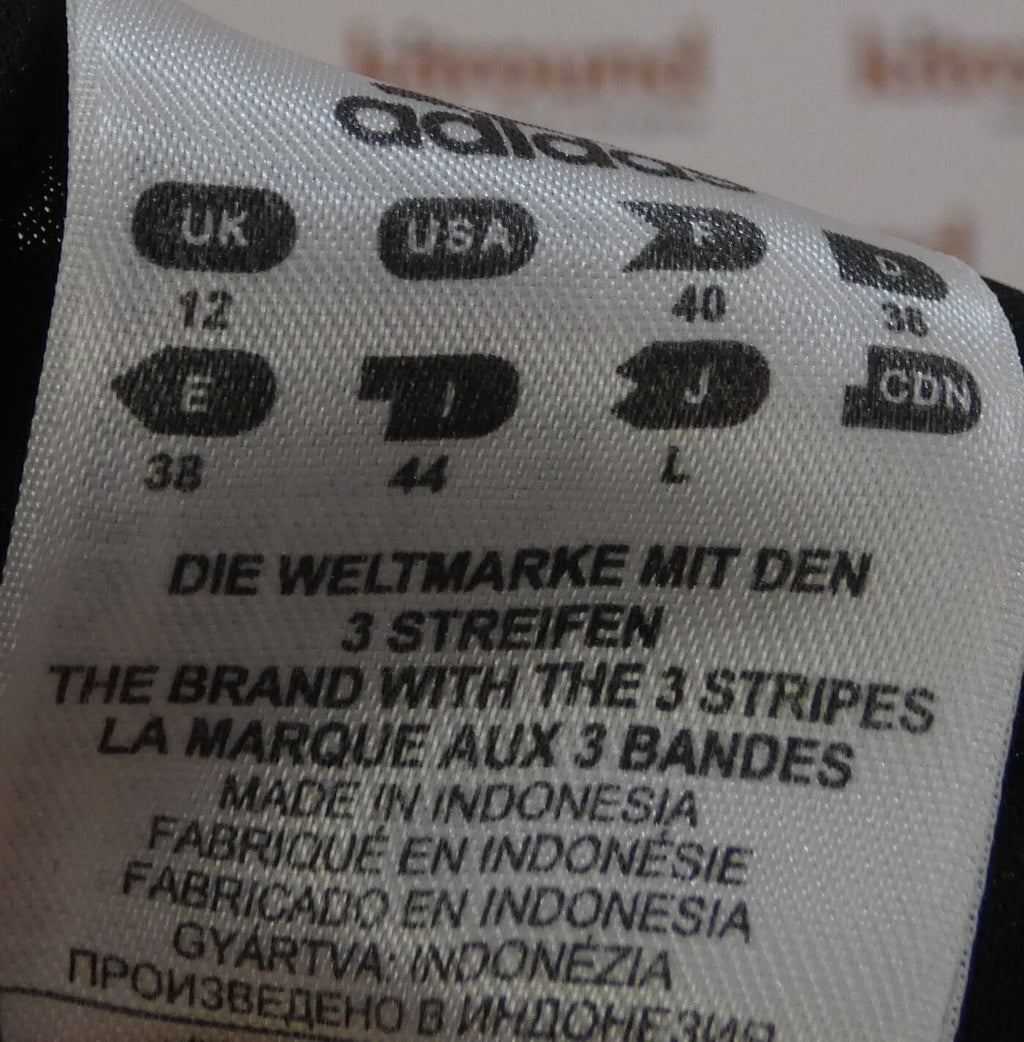 kitround
adidas
UK USA F D
12 40 38
E I J CDN
38 44 L
DIE WELTMARKE MIT DEN
3 STREIFEN
THE BRAND WITH THE 3 STRIPES
LA MARQUE AUX 3 BANDES
MADE IN INDONESIA
FABRIQUÉ EN INDONÉSIE
FABRICADO EN INDONESIA
GYÁRTVA: INDONÉZIA
ПРОИЗВЕДЕНО В ИНДОНЕЗИЯ